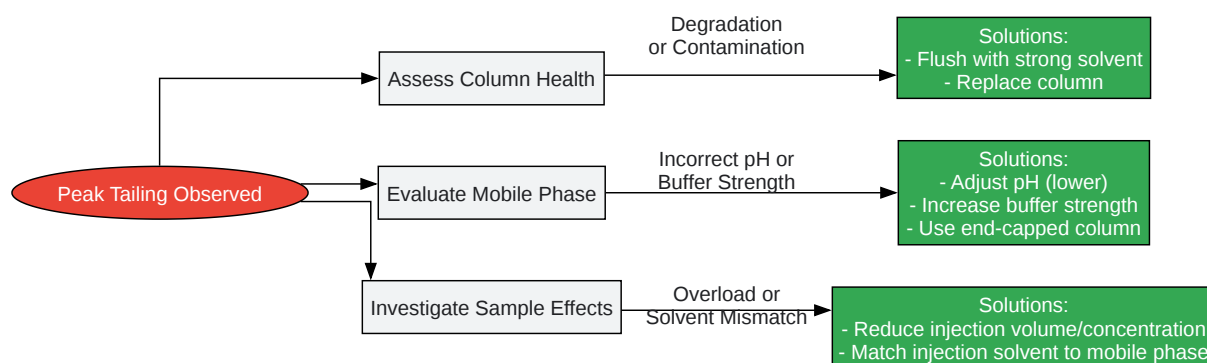 Peak Tailing Observed
Assess Column Health
Degradation
or Contamination
Solutions:
- Flush with strong solvent
- Replace column
Evaluate Mobile Phase
Incorrect pH or
Buffer Strength
Solutions:
- Adjust pH (lower)
- Increase buffer strength
- Use end-capped column
Investigate Sample Effects
Overload or
Solvent Mismatch
Solutions:
- Reduce injection volume/concentration
- Match injection solvent to mobile phase